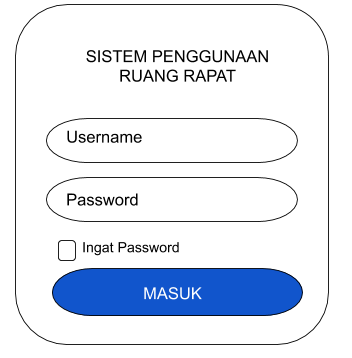 SISTEM PENGGUNAAN
RUANG RAPAT
Username
Password
Ingat Password
MASUK